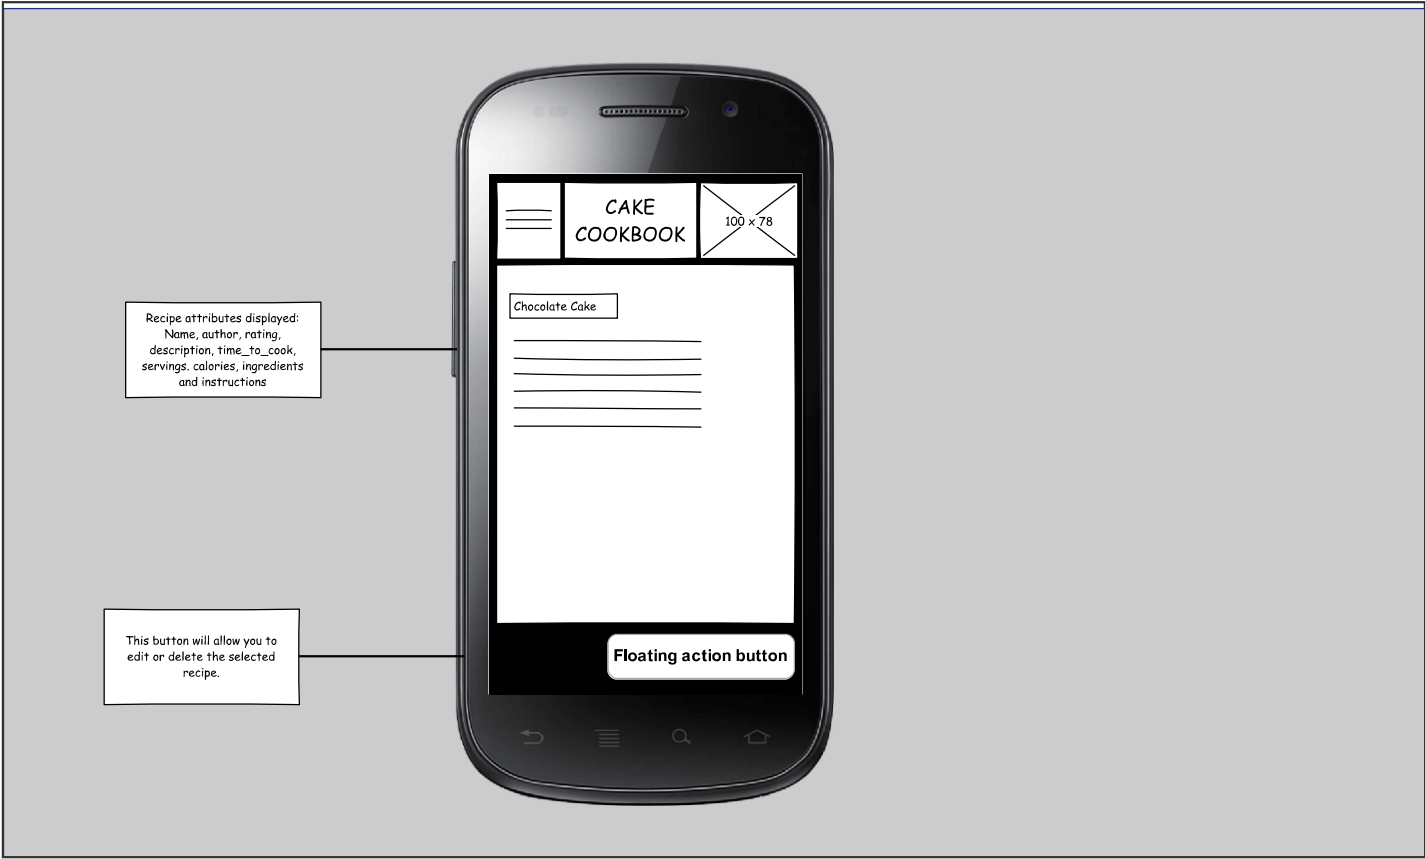 CAKE
COOKBOOK
100 x 78
Chocolate Cake
Recipe attributes displayed:
Name, author, rating,
description, time_to_cook,
servings. calories, ingredients
and instructions
This button will allow you to
edit or delete the selected
recipe.
Floating action button